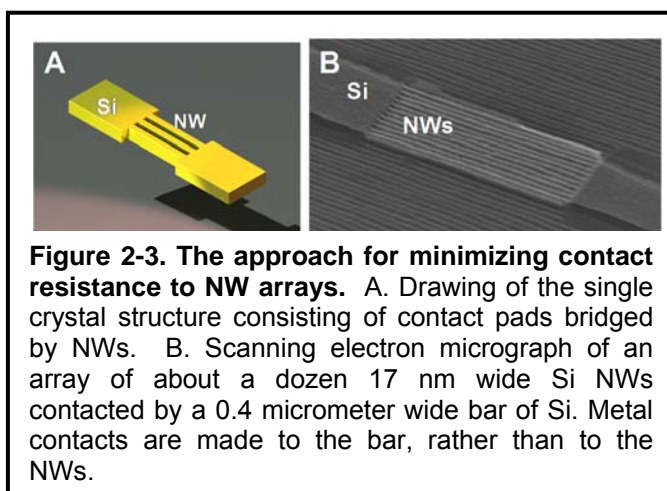 A
Si
NW
B
Si
NWs
Figure 2-3. The approach for minimizing contact
resistance to NW arrays. A. Drawing of the single
crystal structure consisting of contact pads bridged
by NWs. B. Scanning electron micrograph of an
array of about a dozen 17 nm wide Si NWs
contacted by a 0.4 micrometer wide bar of Si. Metal
contacts are made to the bar, rather than to the
NWs.